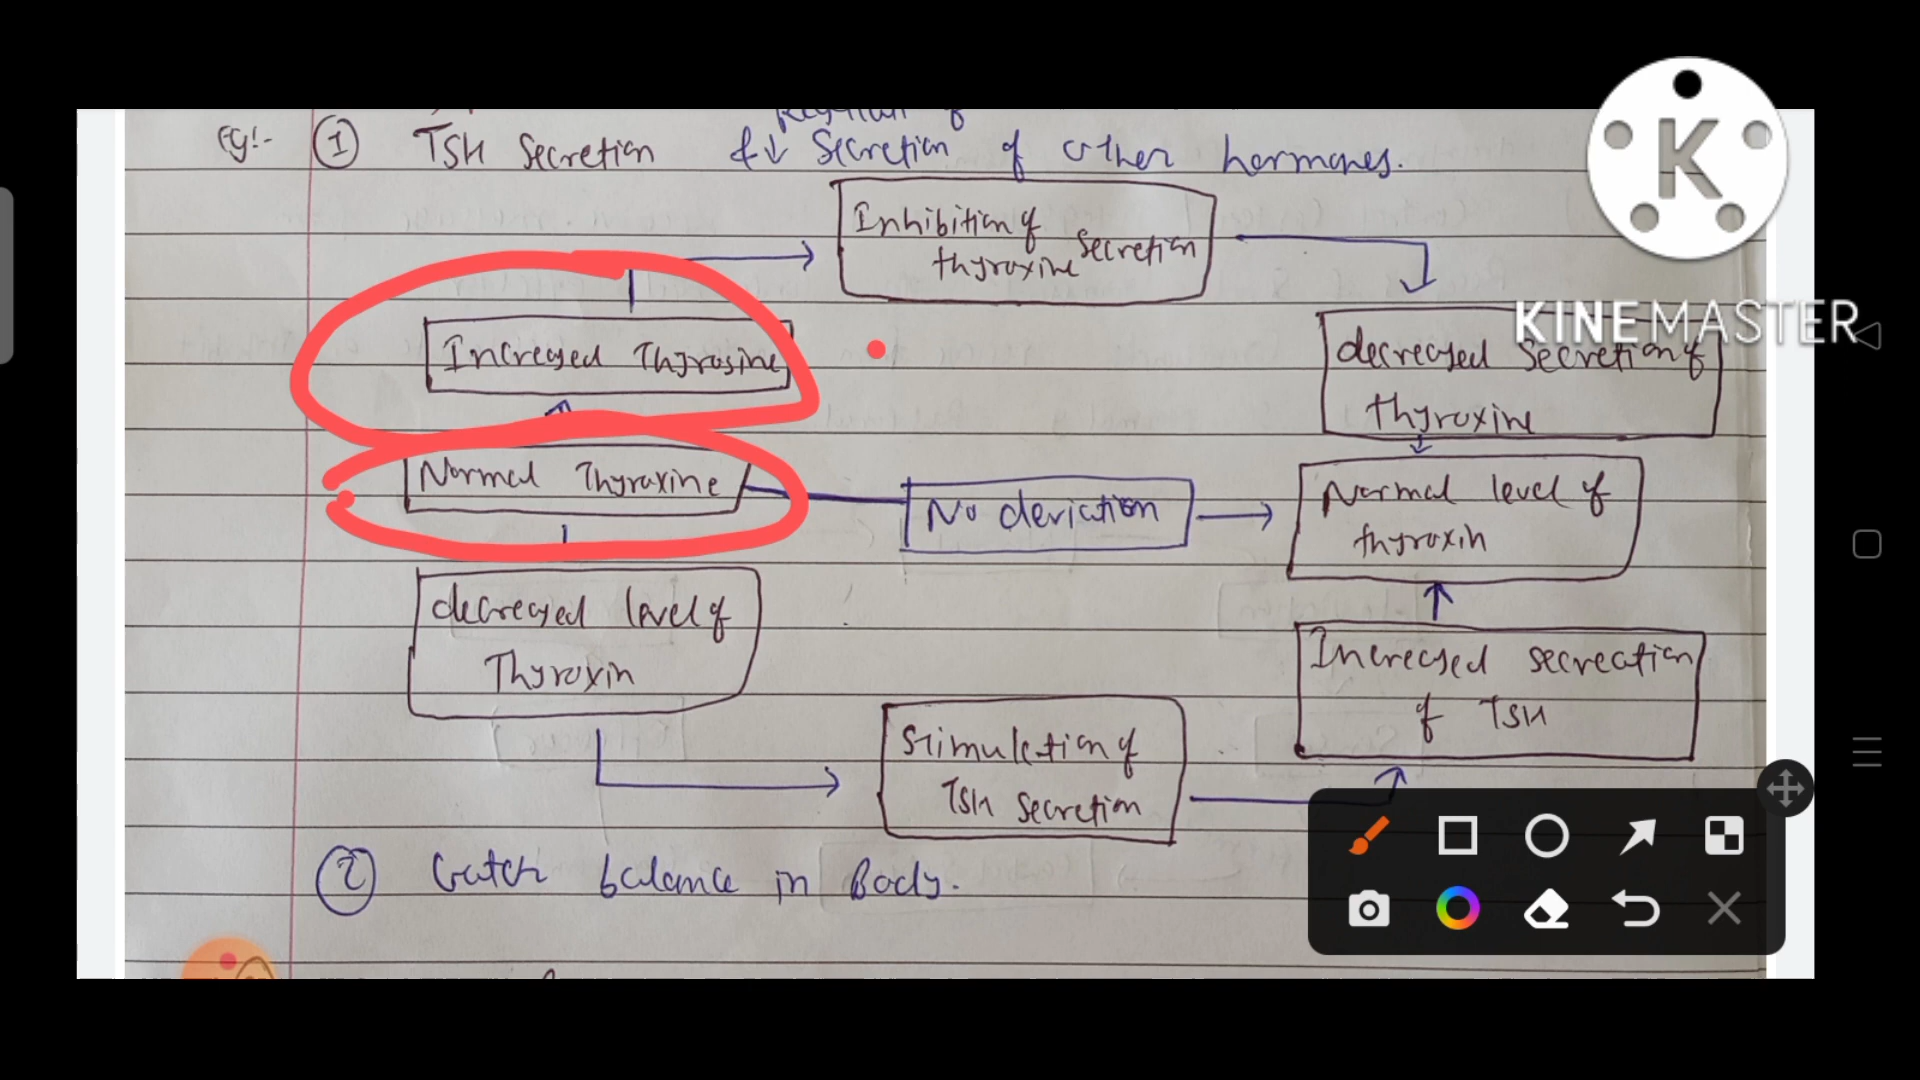 Eg:- ① TSH Secretion & ↓ Secretion of other hormones.
Inhibition of
thyroxine Secretion
Increased Thyrosine
decreased Secretion of
thyroxine
Normal Thyroxine
No deviation
Normal level of
thyroxin
decreased level of
Thyroxin
Increased secreation
of TSH
Stimulation of
TSH Secretion
② Water balance in Body.
K
KINEMASTER